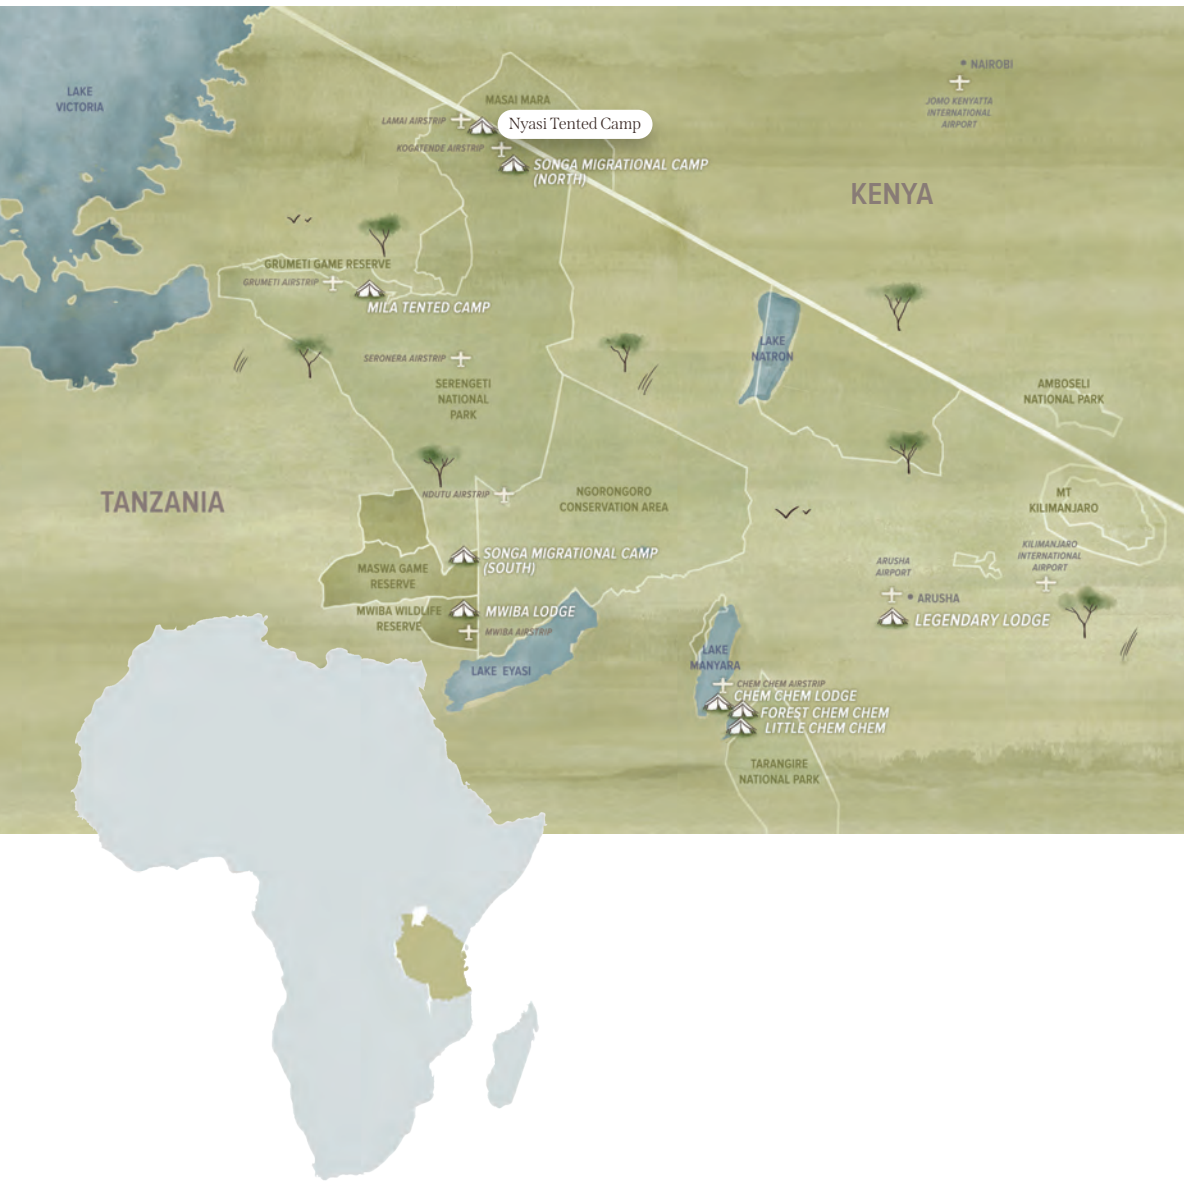 LAKE
VICTORIA
NAIROBI
JOMO KENYATTA
INTERNATIONAL
AIRPORT
MASAI MARA
LAMAI AIRSTRIP
Nyasi Tented Camp
KOGATENDE AIRSTRIP
SONGA MIGRATIONAL CAMP
(NORTH)
KENYA
GRUMETI GAME RESERVE
GRUMETI AIRSTRIP
MILA TENTED CAMP
LAKE
NATRON
SERONERA AIRSTRIP
SERENGETI
NATIONAL
PARK
AMBOSELI
NATIONAL PARK
TANZANIA
NDUTU AIRSTRIP
NGORONGORO
CONSERVATION AREA
MT
KILIMANJARO
SONGA MIGRATIONAL CAMP
(SOUTH)
KILIMANJARO
INTERNATIONAL
AIRPORT
ARUSHA
AIRPORT
MASWA GAME
RESERVE
ARUSHA
MWIBA WILDLIFE
RESERVE
MWIBA LODGE
LEGENDARY LODGE
MWIBA AIRSTRIP
LAKE EYASI
LAKE
MANYARA
CHEM CHEM AIRSTRIP
CHEM CHEM LODGE
FOREST CHEM CHEM
LITTLE CHEM CHEM
TARANGIRE
NATIONAL PARK